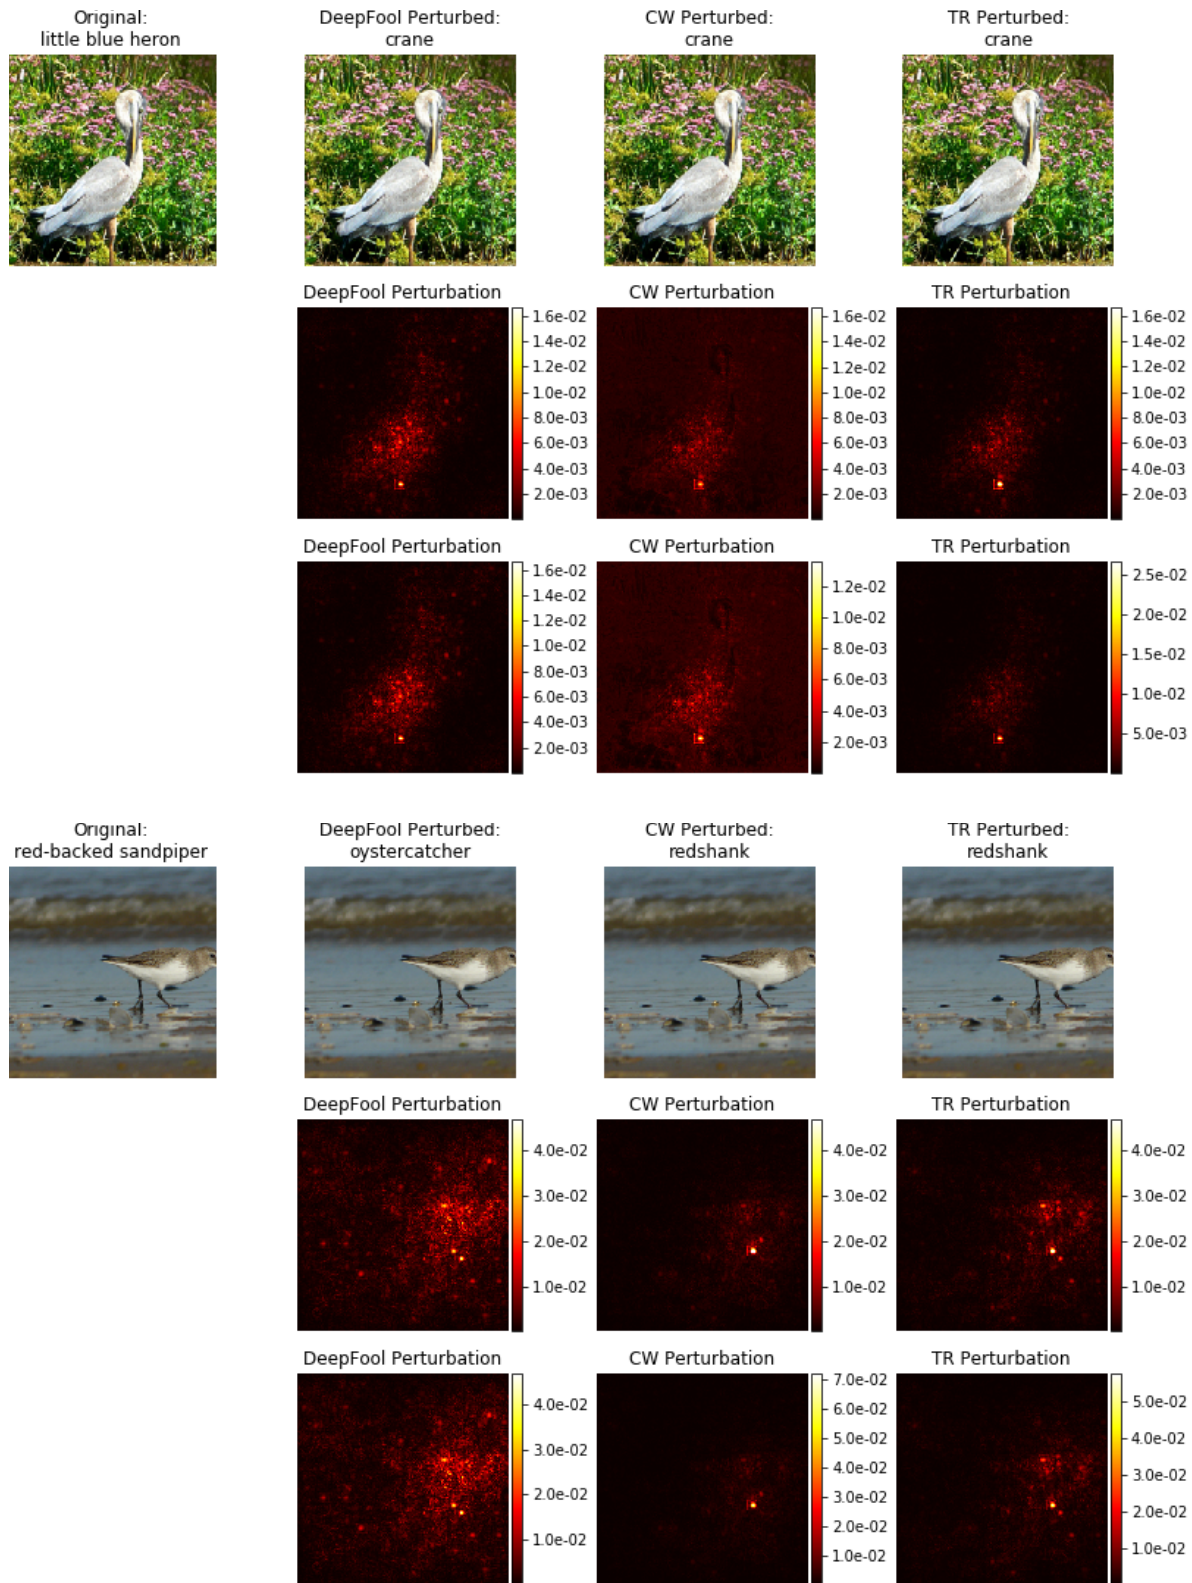 Original:
little blue heron
DeepFool Perturbed:
crane
CW Perturbed:
crane
TR Perturbed:
crane
DeepFool Perturbation
1.6e-02
1.4e-02
1.2e-02
1.0e-02
8.0e-03
6.0e-03
4.0e-03
2.0e-03
CW Perturbation
1.6e-02
1.4e-02
1.2e-02
1.0e-02
8.0e-03
6.0e-03
4.0e-03
2.0e-03
TR Perturbation
1.6e-02
1.4e-02
1.2e-02
1.0e-02
8.0e-03
6.0e-03
4.0e-03
2.0e-03
DeepFool Perturbation
1.6e-02
1.4e-02
1.2e-02
1.0e-02
8.0e-03
6.0e-03
4.0e-03
2.0e-03
CW Perturbation
1.2e-02
1.0e-02
8.0e-03
6.0e-03
4.0e-03
2.0e-03
TR Perturbation
2.5e-02
2.0e-02
1.5e-02
1.0e-02
5.0e-03
Original:
red-backed sandpiper
DeepFool Perturbed:
oystercatcher
CW Perturbed:
redshank
TR Perturbed:
redshank
DeepFool Perturbation
4.0e-02
3.0e-02
2.0e-02
1.0e-02
CW Perturbation
4.0e-02
3.0e-02
2.0e-02
1.0e-02
TR Perturbation
4.0e-02
3.0e-02
2.0e-02
1.0e-02
DeepFool Perturbation
4.0e-02
3.0e-02
2.0e-02
1.0e-02
CW Perturbation
7.0e-02
6.0e-02
5.0e-02
4.0e-02
3.0e-02
2.0e-02
1.0e-02
TR Perturbation
5.0e-02
4.0e-02
3.0e-02
2.0e-02
1.0e-02